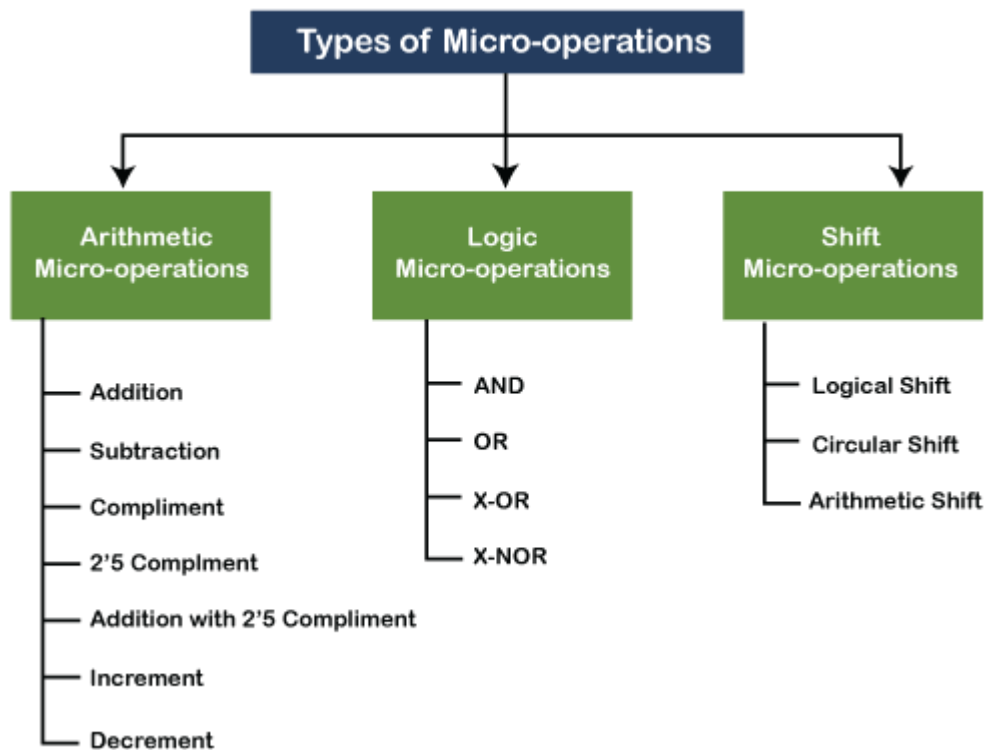 Types of Micro-operations
Arithmetic
Micro-operations
Addition
Subtraction
Compliment
2'5 Complment
Addition with 2'5 Compliment
Increment
Decrement
Logic
Micro-operations
AND
OR
X-OR
X-NOR
Shift
Micro-operations
Logical Shift
Circular Shift
Arithmetic Shift